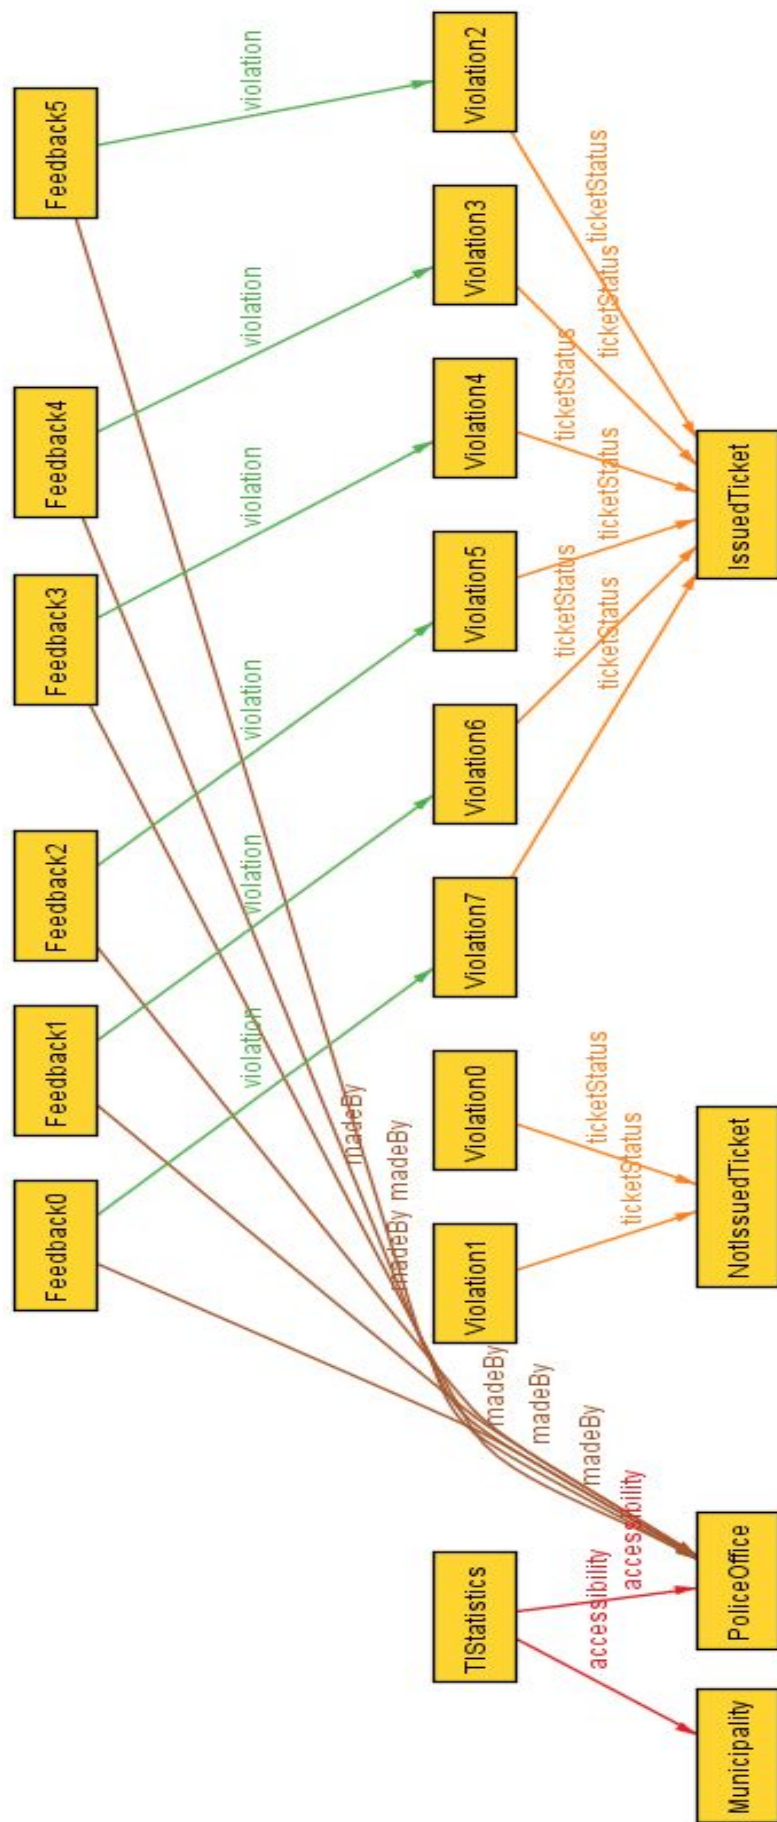 Feedback0
Feedback1
Feedback2
Feedback3
Feedback4
Feedback5
violation
violation
violation
violation
violation
violation
madeBy
madeBy
madeBy
TIStatistics
Violation1
Violation0
Violation7
Violation6
Violation5
Violation4
Violation3
Violation2
madeBy
madeBy
madeBy
ticketStatus
ticketStatus
accessibility
ticketStatus
ticketStatus
ticketStatus
ticketStatus
ticketStatus
accessibility
ticketStatus
Municipality
PoliceOffice
NotIssuedTicket
IssuedTicket